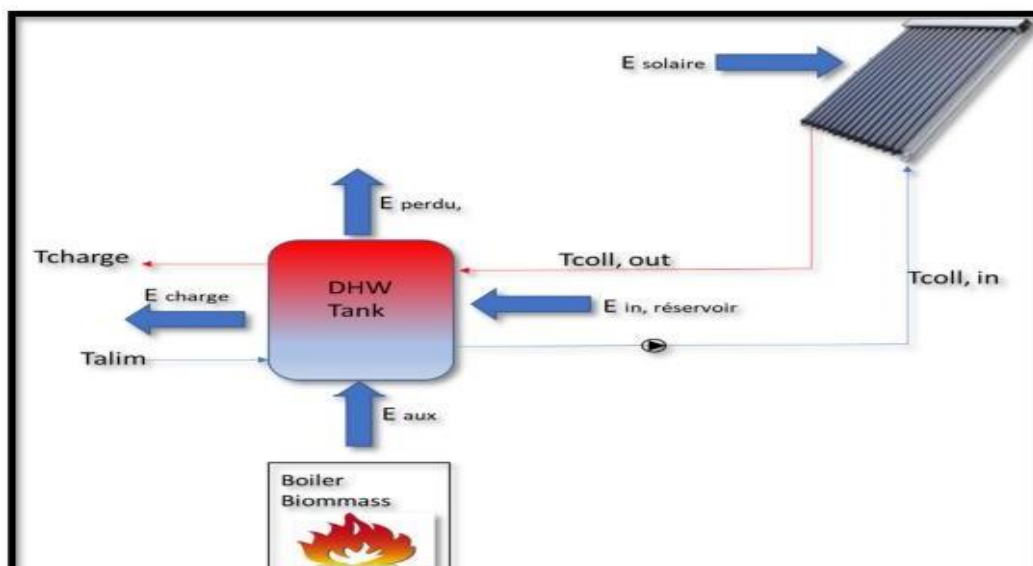 E solaire
E perdu,
Tcharge
Tcoll, out
Tcoll, in
DHW
Tank
E charge
E in, réservoir
Talim
E aux
Boiler
Biommass